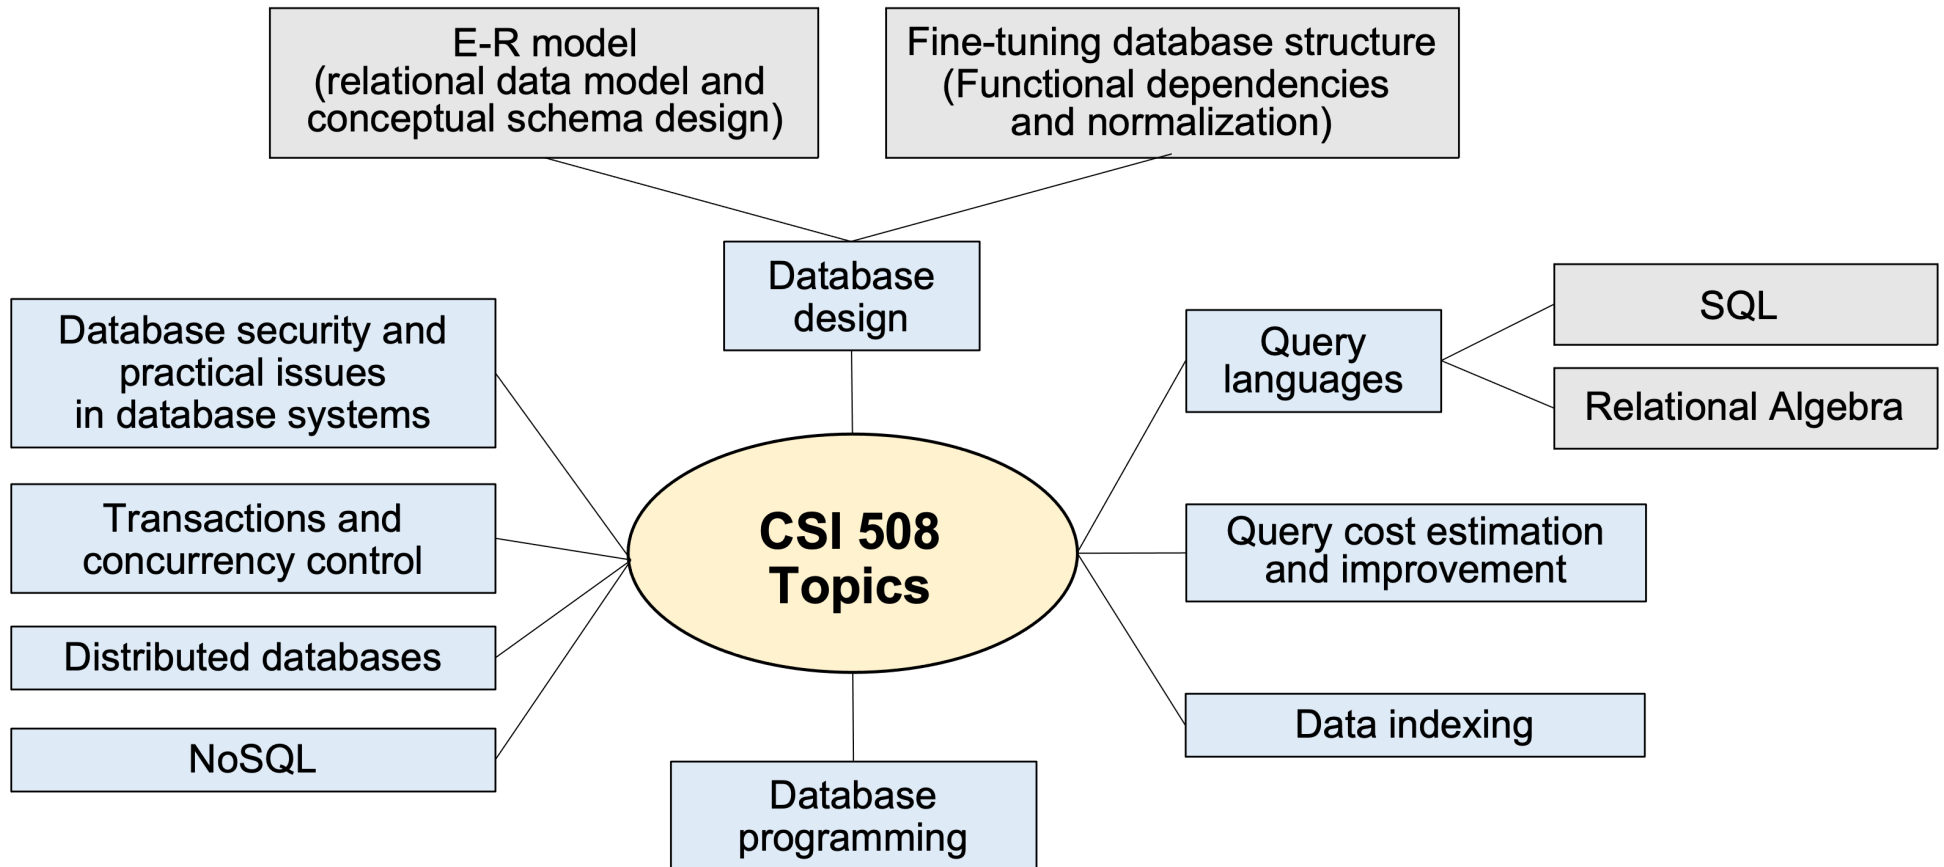 E-R model
(relational data model and
conceptual schema design)
Fine-tuning database structure
(Functional dependencies
and normalization)
Database
design
Database security and
practical issues
in database systems
Query
languages
SQL
Relational Algebra
Transactions and
concurrency control
CSI 508
Topics
Query cost estimation
and improvement
Distributed databases
Data indexing
NoSQL
Database
programming